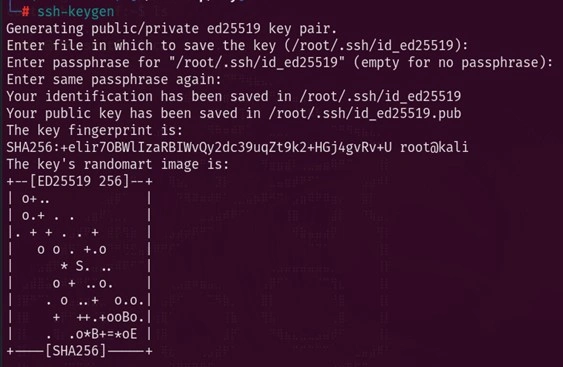 └─# ssh-keygen
Generating public/private ed25519 key pair.
Enter file in which to save the key (/root/.ssh/id_ed25519):
Enter passphrase for "/root/.ssh/id_ed25519" (empty for no passphrase):
Enter same passphrase again:
Your identification has been saved in /root/.ssh/id_ed25519
Your public key has been saved in /root/.ssh/id_ed25519.pub
The key fingerprint is:
SHA256:+elir7OBWlIzaRBIWvQy2dc39uqZt9k2+HGj4gvRv+U root@kali
The key's randomart image is:
+--[ED25519 256]--+
| o+..            |
| o.+ . .         |
|. + + . . +      |
|   o o . +.o     |
|      * S. ..    |
|     o + ..o.    |
|    . o ..+  o.o.|
|     +  ++.+ooBo.|
|    .  .o*B+=*oE |
+----[SHA256]-----+